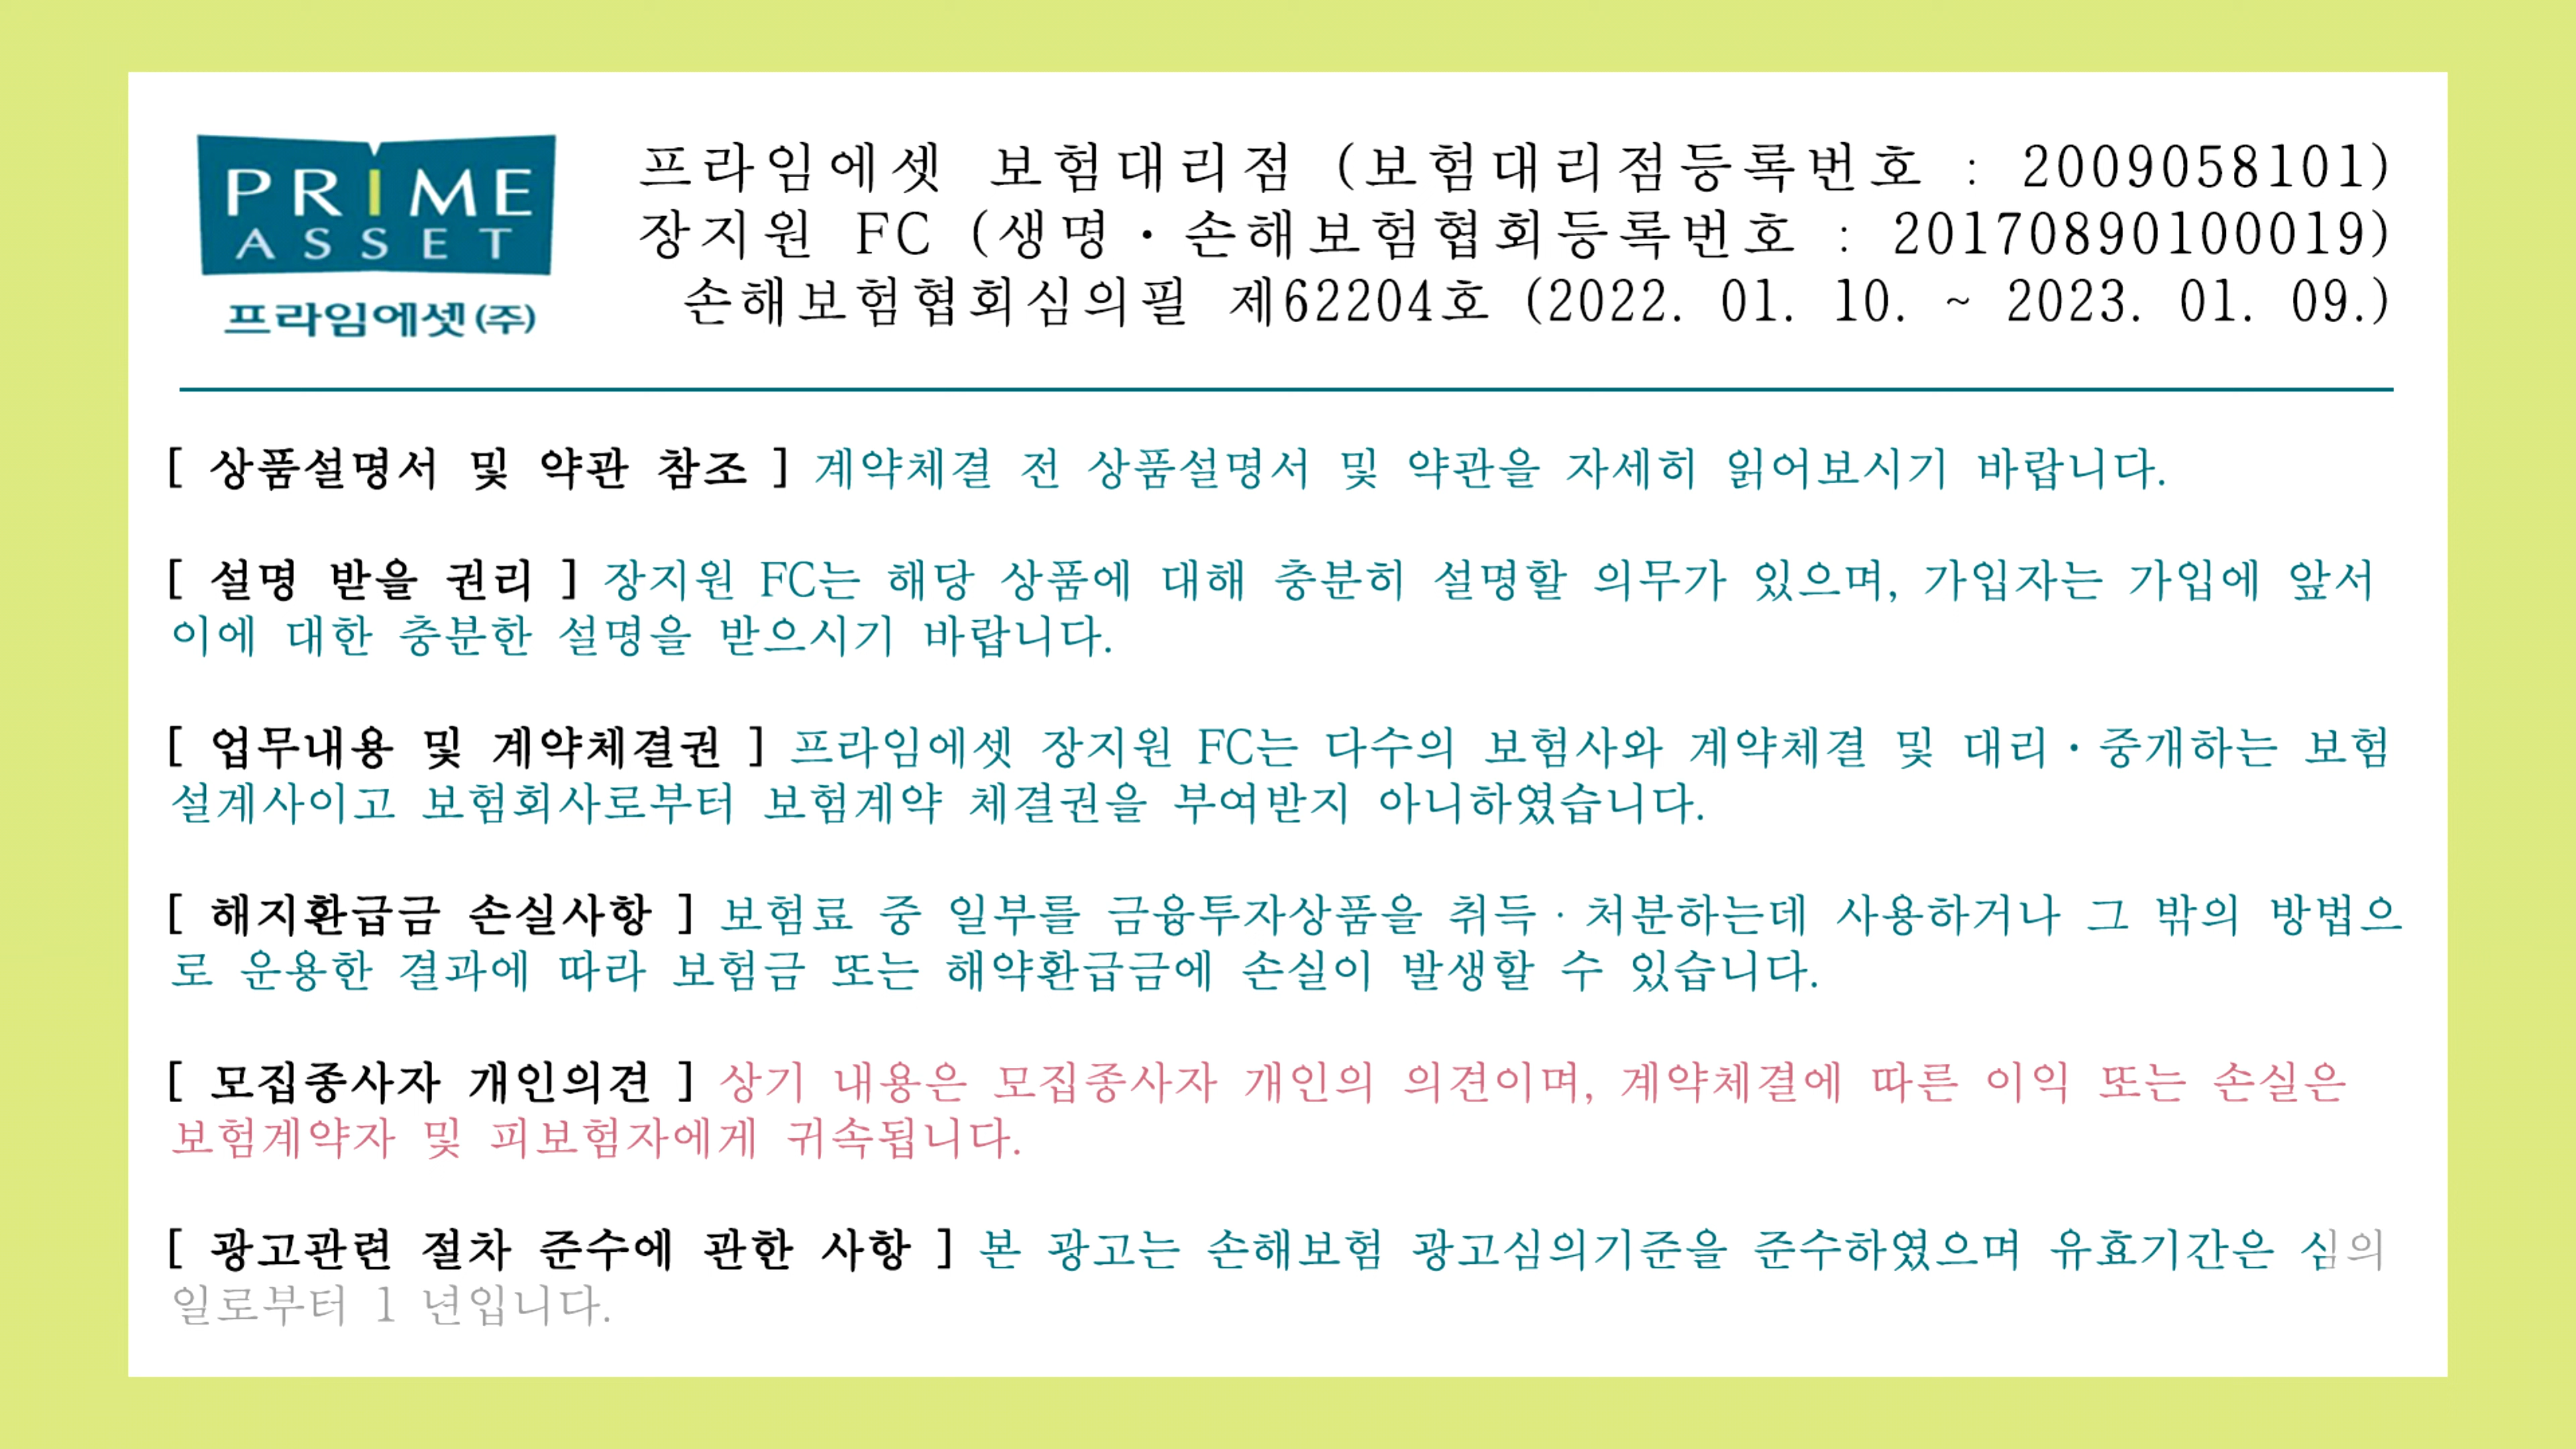 PRIME
ASSET
프라임에셋(주)
프라임에셋 보험대리점 (보험대리점등록번호 : 2009058101)
장지원 FC (생명·손해보험협회등록번호 : 20170890100019)
손해보험협회심의필 제62204호 (2022. 01. 10. ~ 2023. 01. 09.)
[ 상품설명서 및 약관 참조 ] 계약체결 전 상품설명서 및 약관을 자세히 읽어보시기 바랍니다.
[ 설명 받을 권리 ] 장지원 FC는 해당 상품에 대해 충분히 설명할 의무가 있으며, 가입자는 가입에 앞서
이에 대한 충분한 설명을 받으시기 바랍니다.
[ 업무내용 및 계약체결권 ] 프라임에셋 장지원 FC는 다수의 보험사와 계약체결 및 대리·중개하는 보험
설계사이고 보험회사로부터 보험계약 체결권을 부여받지 아니하였습니다.
[ 해지환급금 손실사항 ] 보험료 중 일부를 금융투자상품을 취득·처분하는데 사용하거나 그 밖의 방법으
로 운용한 결과에 따라 보험금 또는 해약환급금에 손실이 발생할 수 있습니다.
[ 모집종사자 개인의견 ] 상기 내용은 모집종사자 개인의 의견이며, 계약체결에 따른 이익 또는 손실은
보험계약자 및 피보험자에게 귀속됩니다.
[ 광고관련 절차 준수에 관한 사항 ] 본 광고는 손해보험 광고심의기준을 준수하였으며 유효기간은 심의
일로부터 1 년입니다.